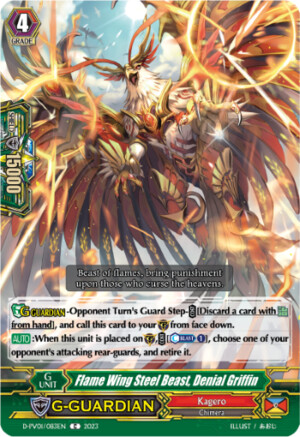 4
GRADE
15000
Beast of flames, bring punishment
upon those who curse the heavens.
G GUARDIAN -Opponent Turn's Guard Step- [Discard a card with
from hand], and call this card to your from face down.
AUTO :When this unit is placed on , [ 1 ], choose one of your
opponent's attacking rear-guards, and retire it.
G
UNIT
Flame Wing Steel Beast, Denial Griffin
G-GUARDIAN
Kagero
Chimera
D-PV01/083EN C 2023
ILLUST /